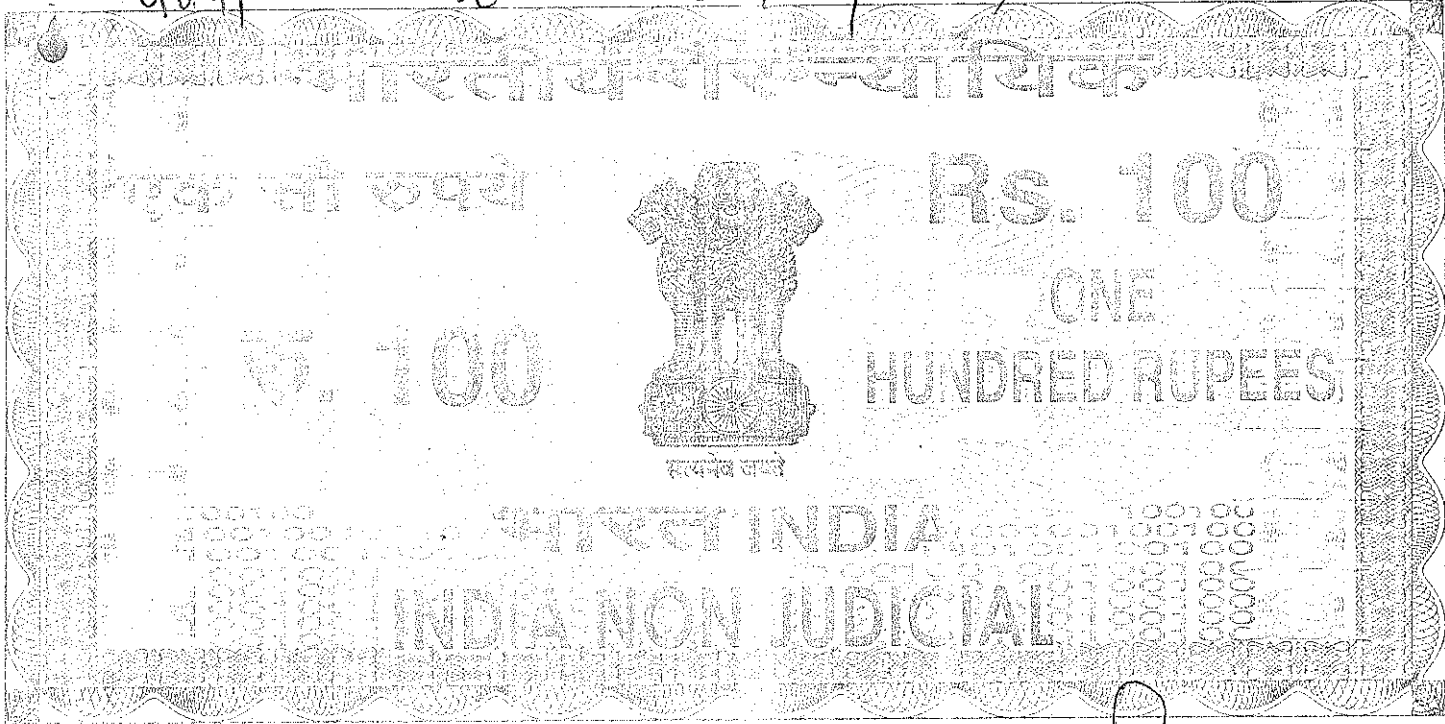 भारतीय गैर न्यायिक
एक सौ रुपये
Rs. 100
रु. 100
ONE
HUNDRED RUPEES
सत्यमेव जयते
भारत INDIA
INDIA NON JUDICIAL